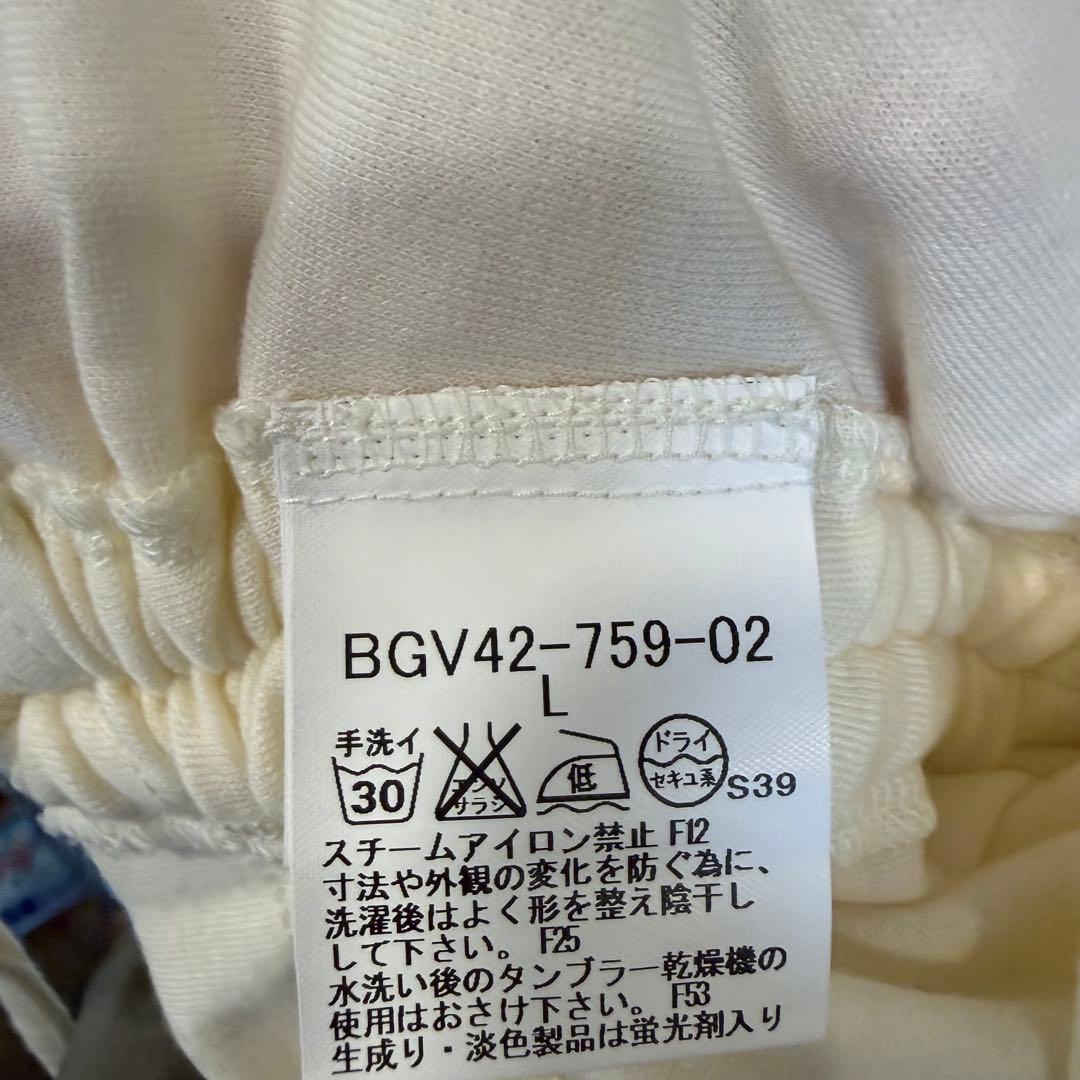 BGV42-759-02
L
手洗イ
30
エンソ
サラシ
低
ドライ
セキユ系
S39
スチームアイロン禁止 F12
寸法や外観の変化を防ぐ為に、
洗濯後はよく形を整え陰干し
して下さい。 F25
水洗い後のタンブラー乾燥機の
使用はおさけ下さい。 F53
生成り・淡色製品は蛍光剤入り